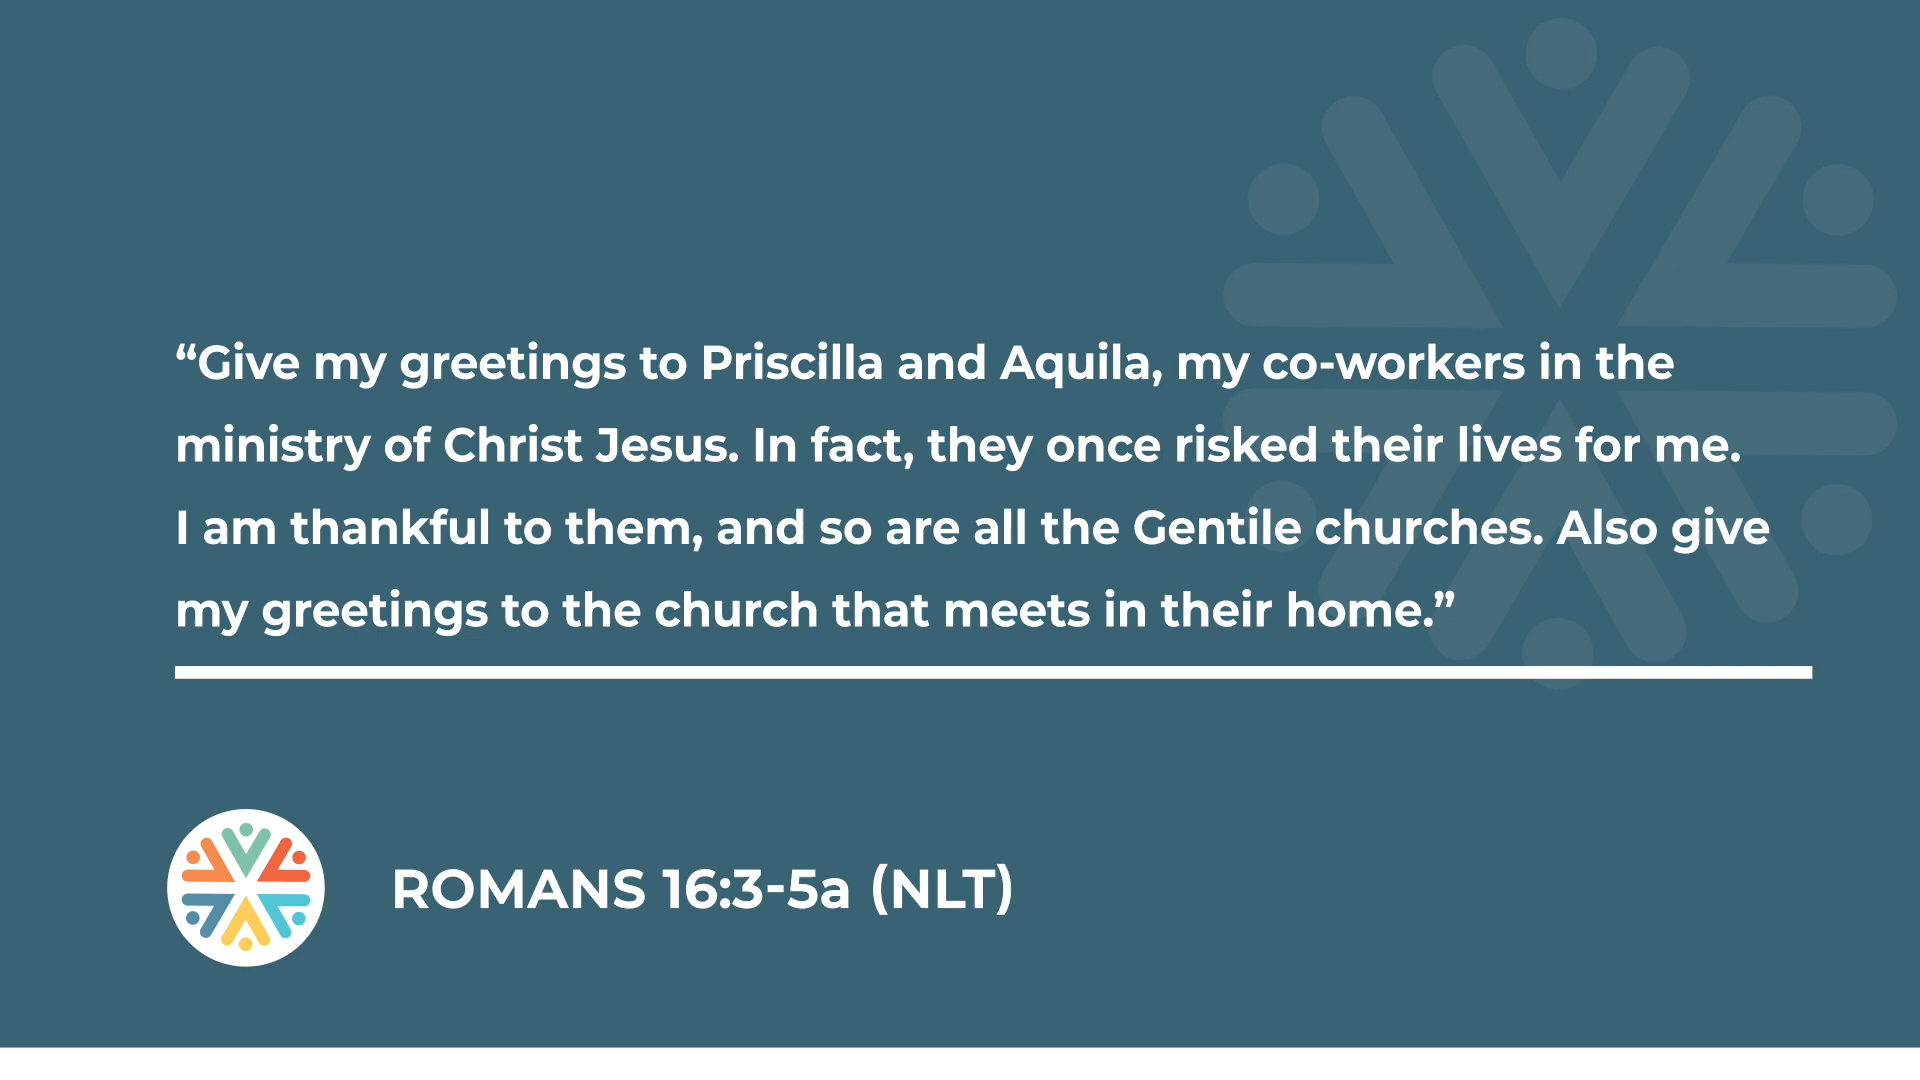 “Give my greetings to Priscilla and Aquila, my co-workers in the
ministry of Christ Jesus. In fact, they once risked their lives for me.
I am thankful to them, and so are all the Gentile churches. Also give
my greetings to the church that meets in their home.”
ROMANS 16:3-5a (NLT)